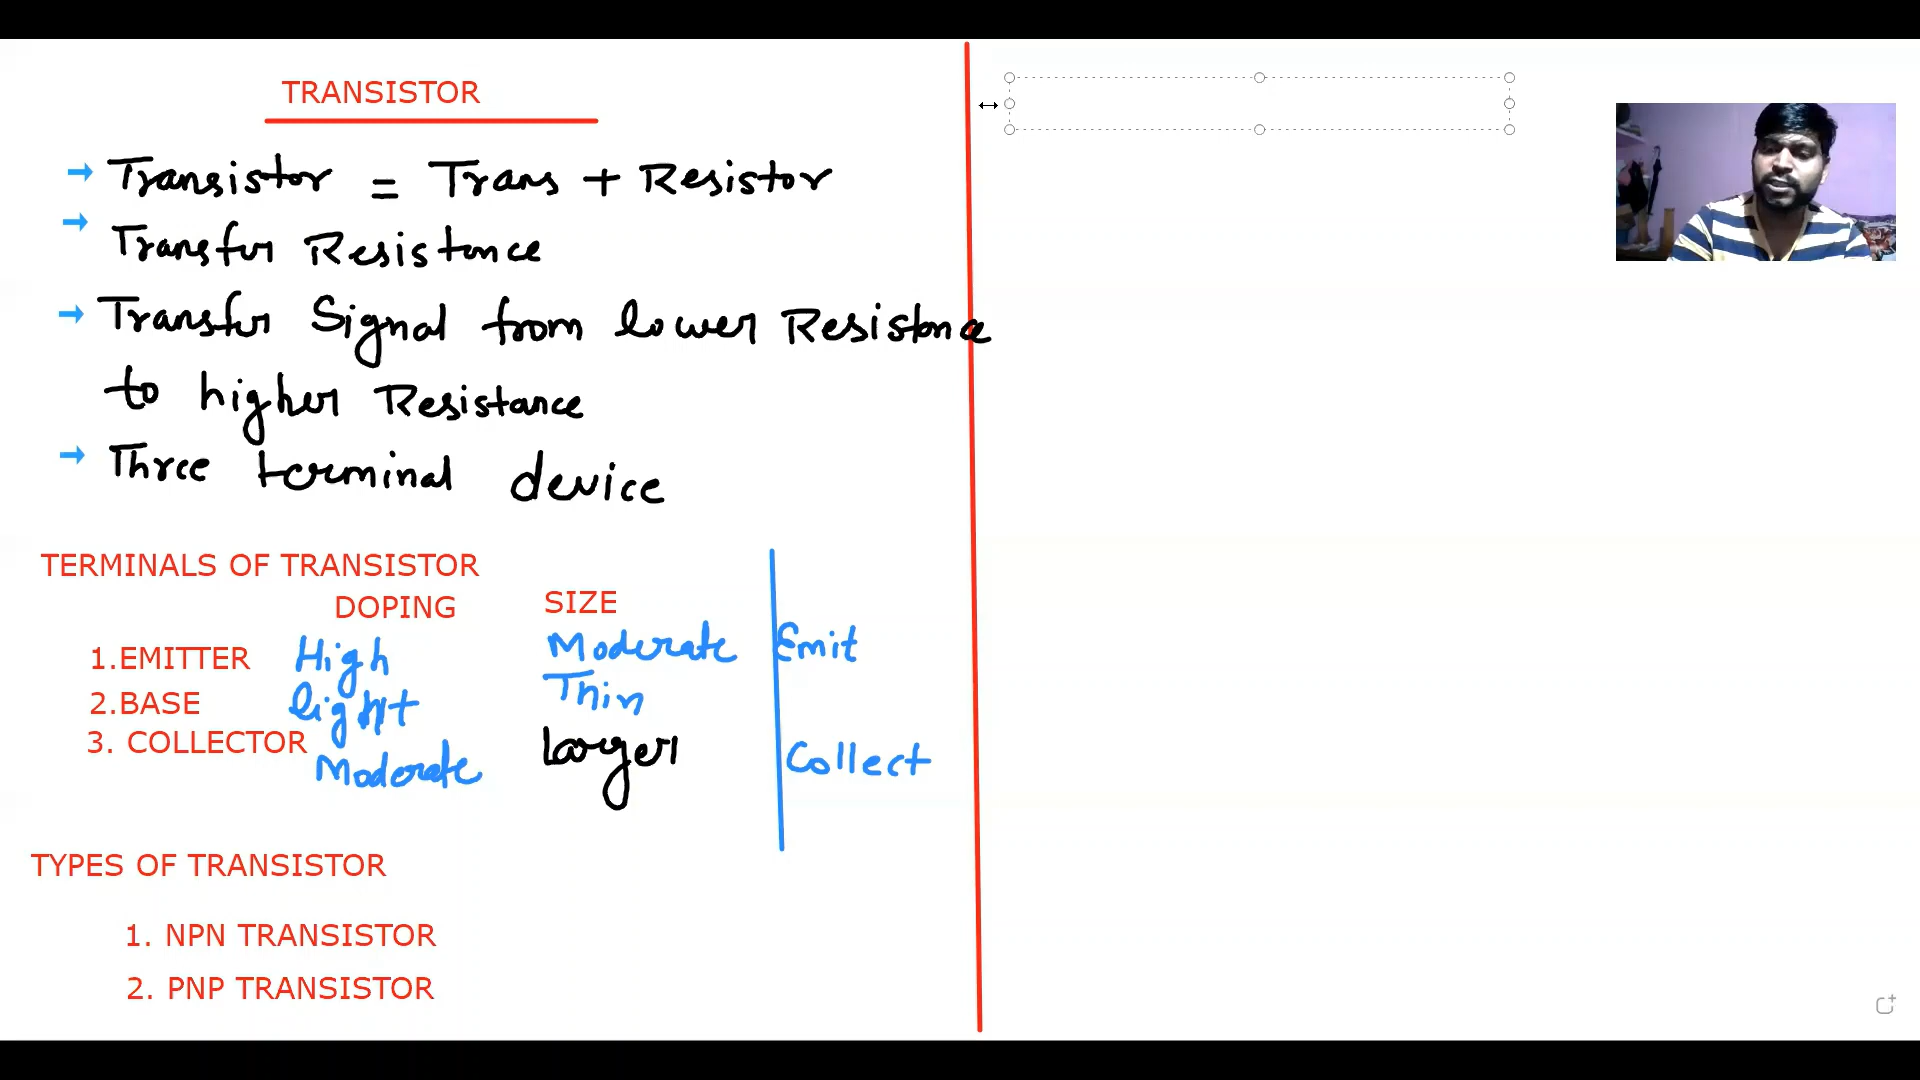 TRANSISTOR
→ Transistor = Trans + Resistor
→ Transfer Resistance
→ Transfer Signal from lower Resistance
to higher Resistance
→ Three terminal device
TERMINALS OF TRANSISTOR
DOPING SIZE
1.EMITTER High Moderate Emit
2.BASE light Thin
3. COLLECTOR Moderate Larger Collect
TYPES OF TRANSISTOR
1. NPN TRANSISTOR
2. PNP TRANSISTOR